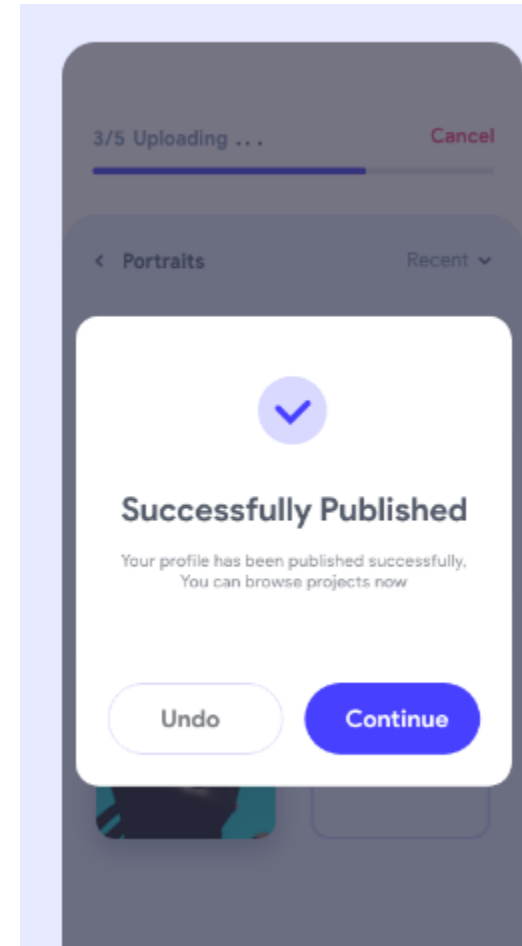 3/5 Uploading ...
Cancel
Portraits
Recent
Successfully Published
Your profile has been published successfully,
You can browse projects now
Undo
Continue